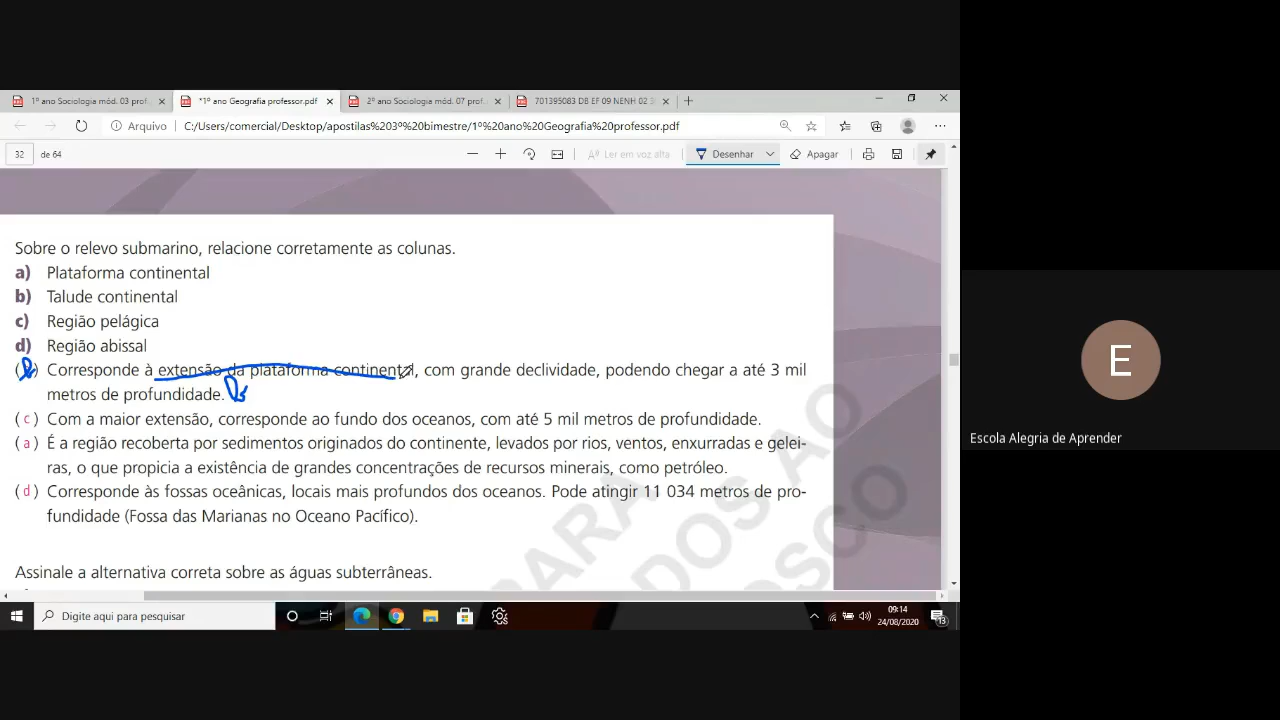 1º ano Sociologia mód. 03 prof.
*1º ano Geografia professor.pdf
2º ano Sociologia mód. 07 prof.
701395083 DB EF 09 NENH 02
Arquivo C:/Users/comercial/Desktop/apostilas%203º%20bimestre/1º%20ano%20Geografia%20professor.pdf
32 de 64 Ler em voz alta Desenhar Apagar
Sobre o relevo submarino, relacione corretamente as colunas.
a) Plataforma continental
b) Talude continental
c) Região pelágica
d) Região abissal
(b) Corresponde à extensão da plataforma continental, com grande declividade, podendo chegar a até 3 mil
metros de profundidade.
(c) Com a maior extensão, corresponde ao fundo dos oceanos, com até 5 mil metros de profundidade.
(a) É a região recoberta por sedimentos originados do continente, levados por rios, ventos, enxurradas e gelei-
ras, o que propicia a existência de grandes concentrações de recursos minerais, como petróleo.
(d) Corresponde às fossas oceânicas, locais mais profundos dos oceanos. Pode atingir 11 034 metros de pro-
fundidade (Fossa das Marianas no Oceano Pacífico).
Assinale a alternativa correta sobre as águas subterrâneas.
PARA
DOS AO
OSCO
E
Escola Alegria de Aprender
Digite aqui para pesquisar
09:14
24/08/2020
13